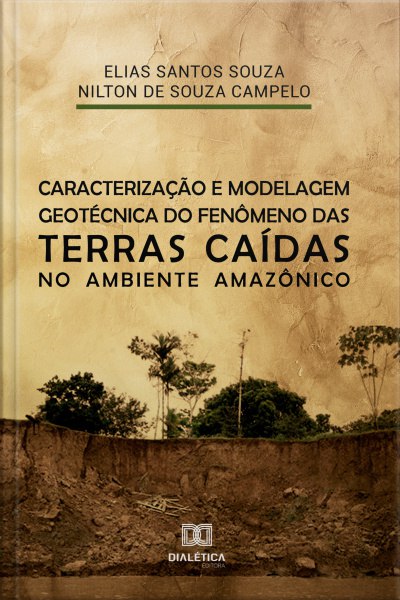 ELIAS SANTOS SOUZA
NILTON DE SOUZA CAMPELO
CARACTERIZAÇÃO E MODELAGEM
GEOTÉCNICA DO FENÔMENO DAS
TERRAS CAÍDAS
NO AMBIENTE AMAZÔNICO
DIALÉTICA
EDITORA